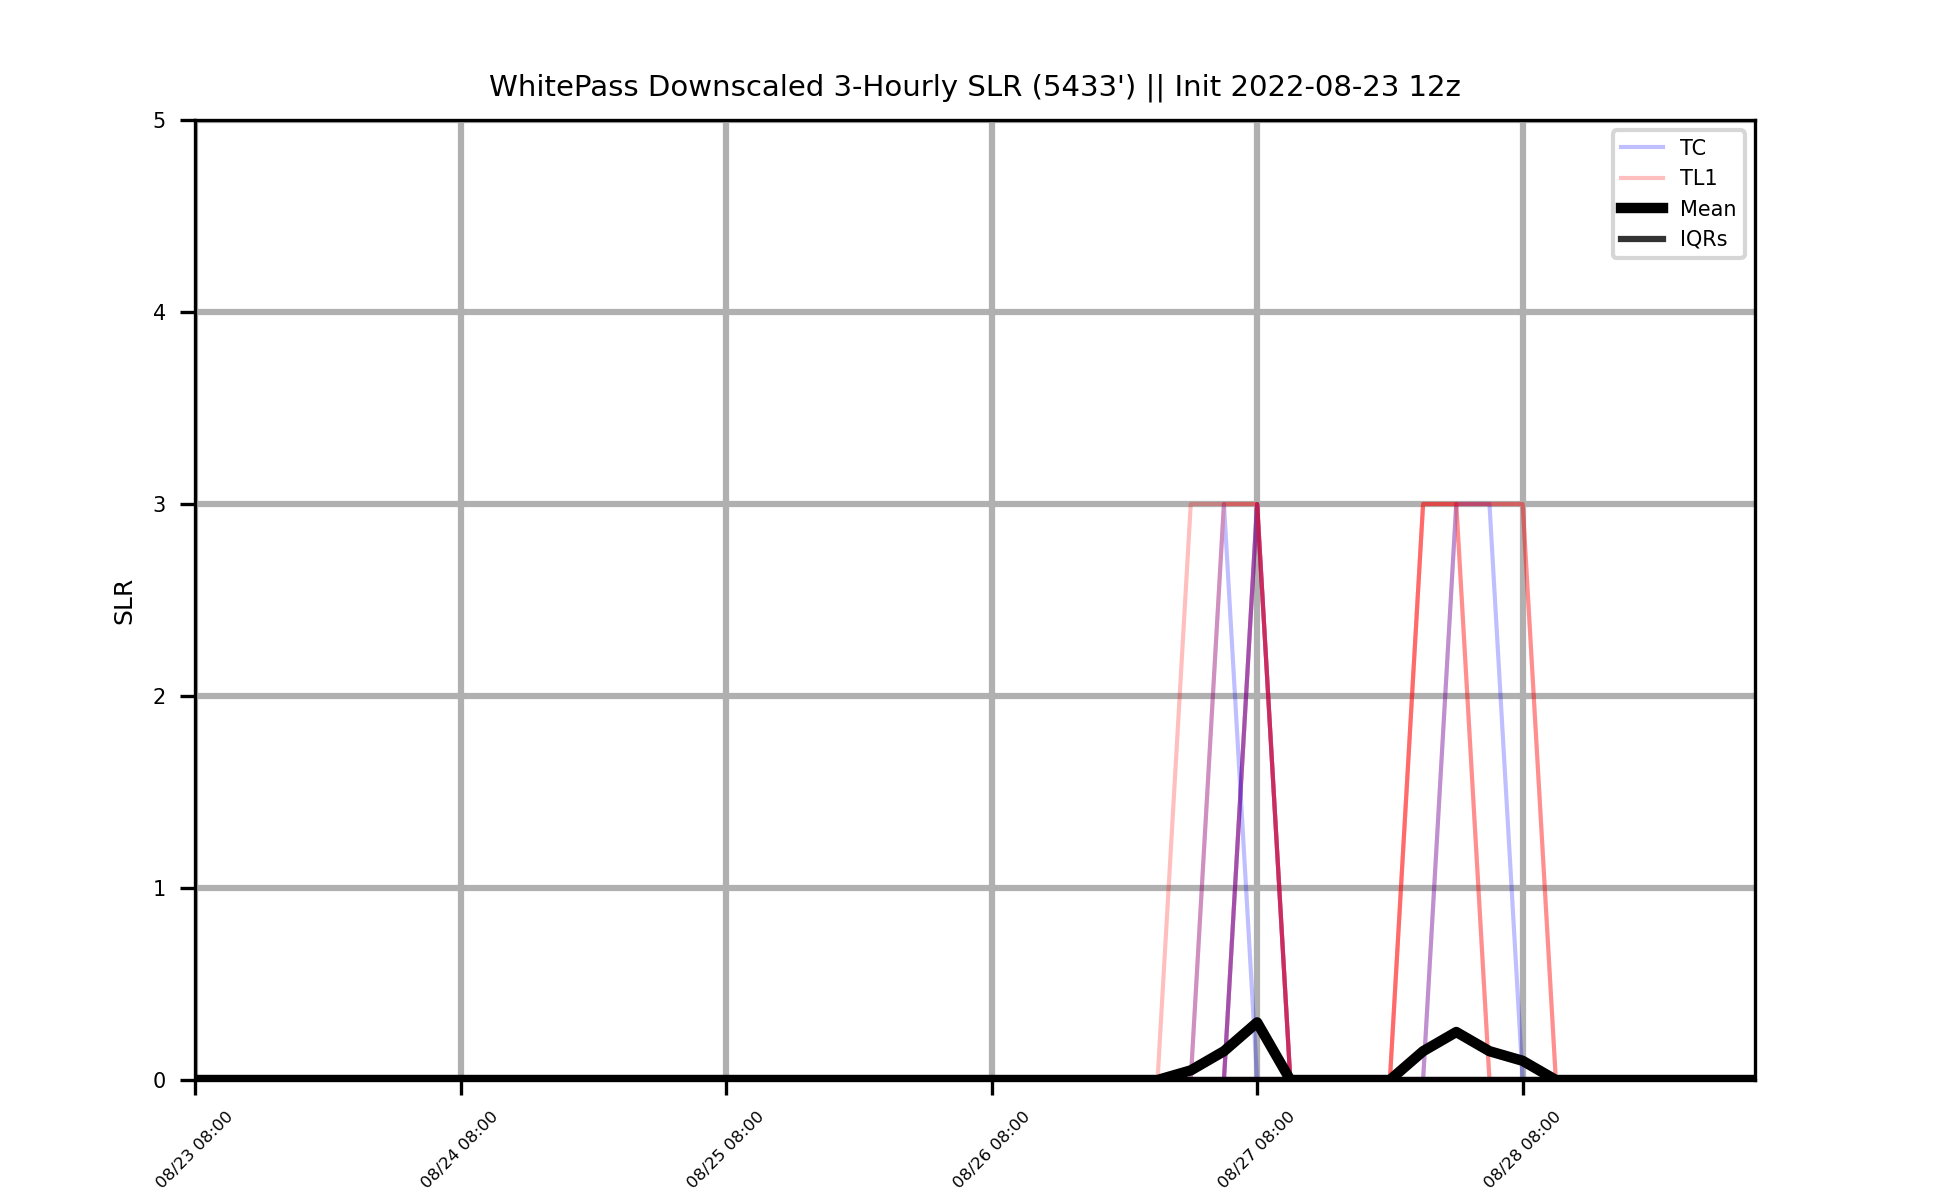 WhitePass Downscaled 3-Hourly SLR (5433') || Init 2022-08-23 12z
5
4
3
2
1
0
SLR
TC
TL1
Mean
IQRs
08/23 08:00
08/24 08:00
08/25 08:00
08/26 08:00
08/27 08:00
08/28 08:00